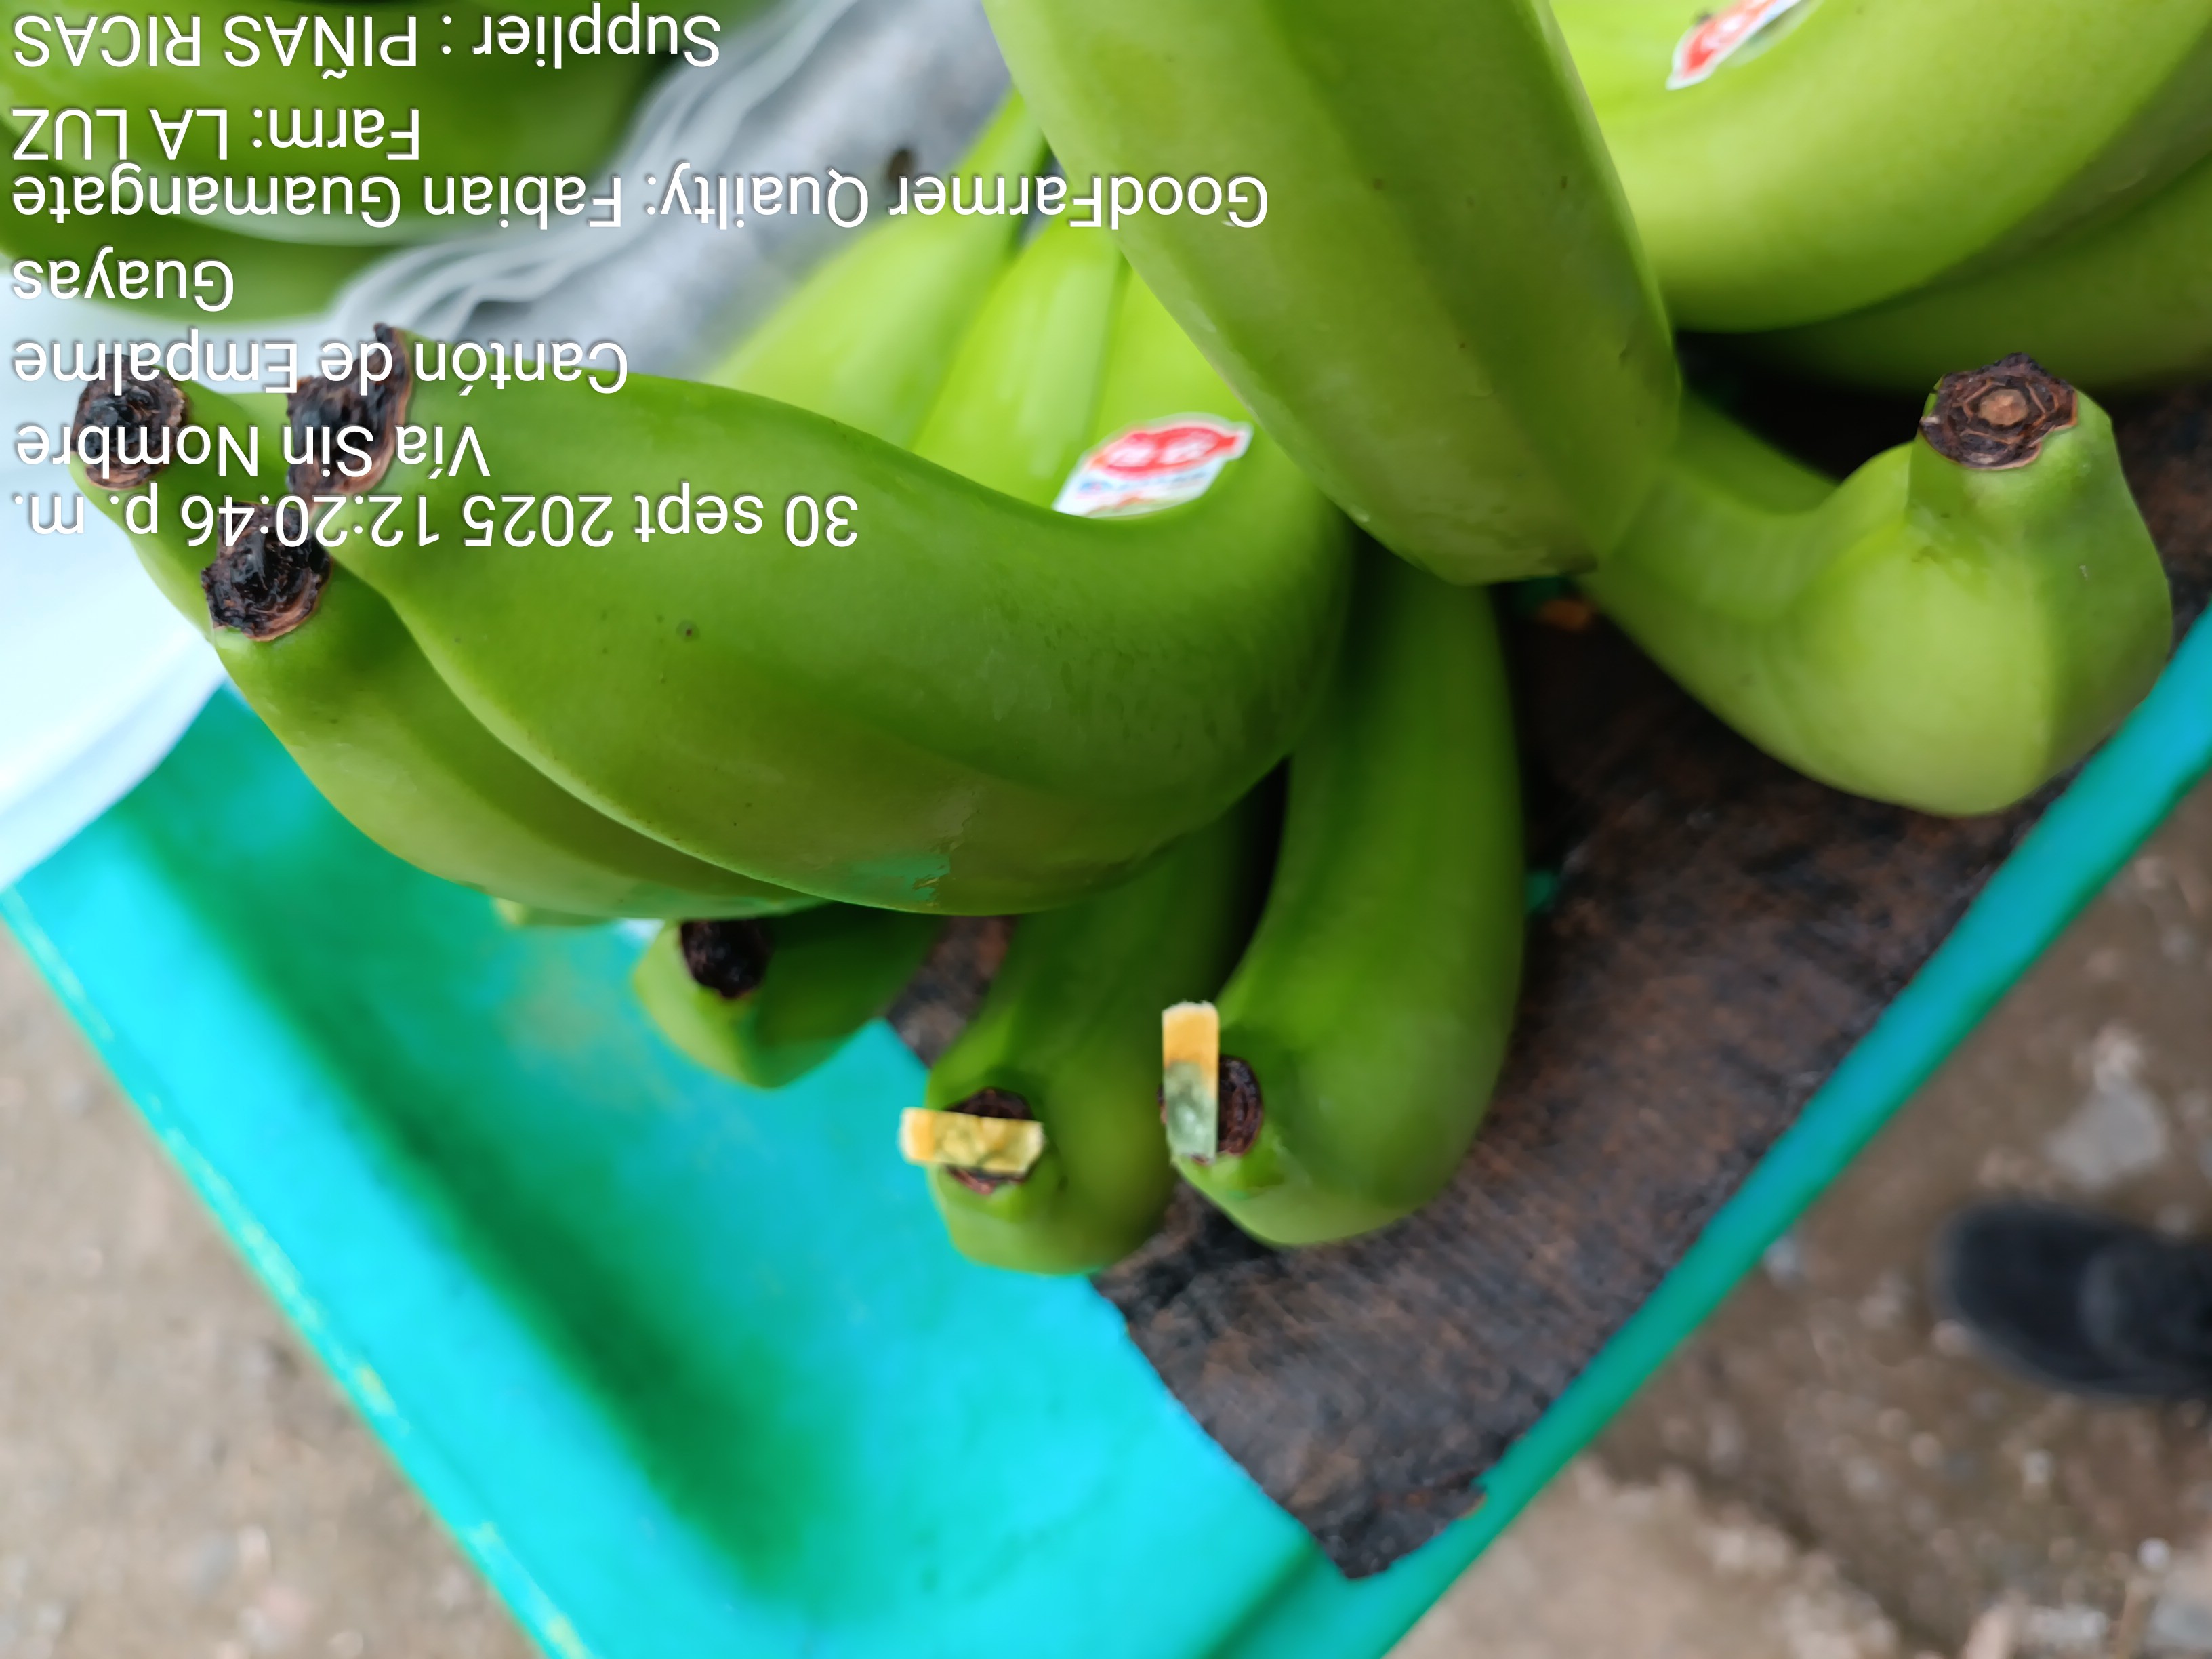 30 sept 2025 12:20:46 p. m.
Vía Sin Nombre
Cantón de Empalme
Guayas
GoodFarmer Quailty: Fabian Guamangate
Farm: LA LUZ
Supplier : PIÑAS RICAS